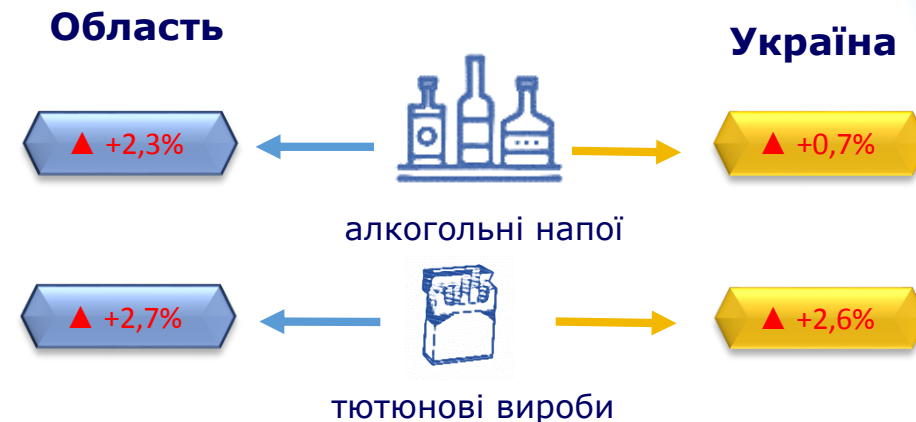 Область
Україна
▲ +2,3%
▲ +0,7%
алкогольні напої
▲ +2,7%
▲ +2,6%
тютюнові вироби